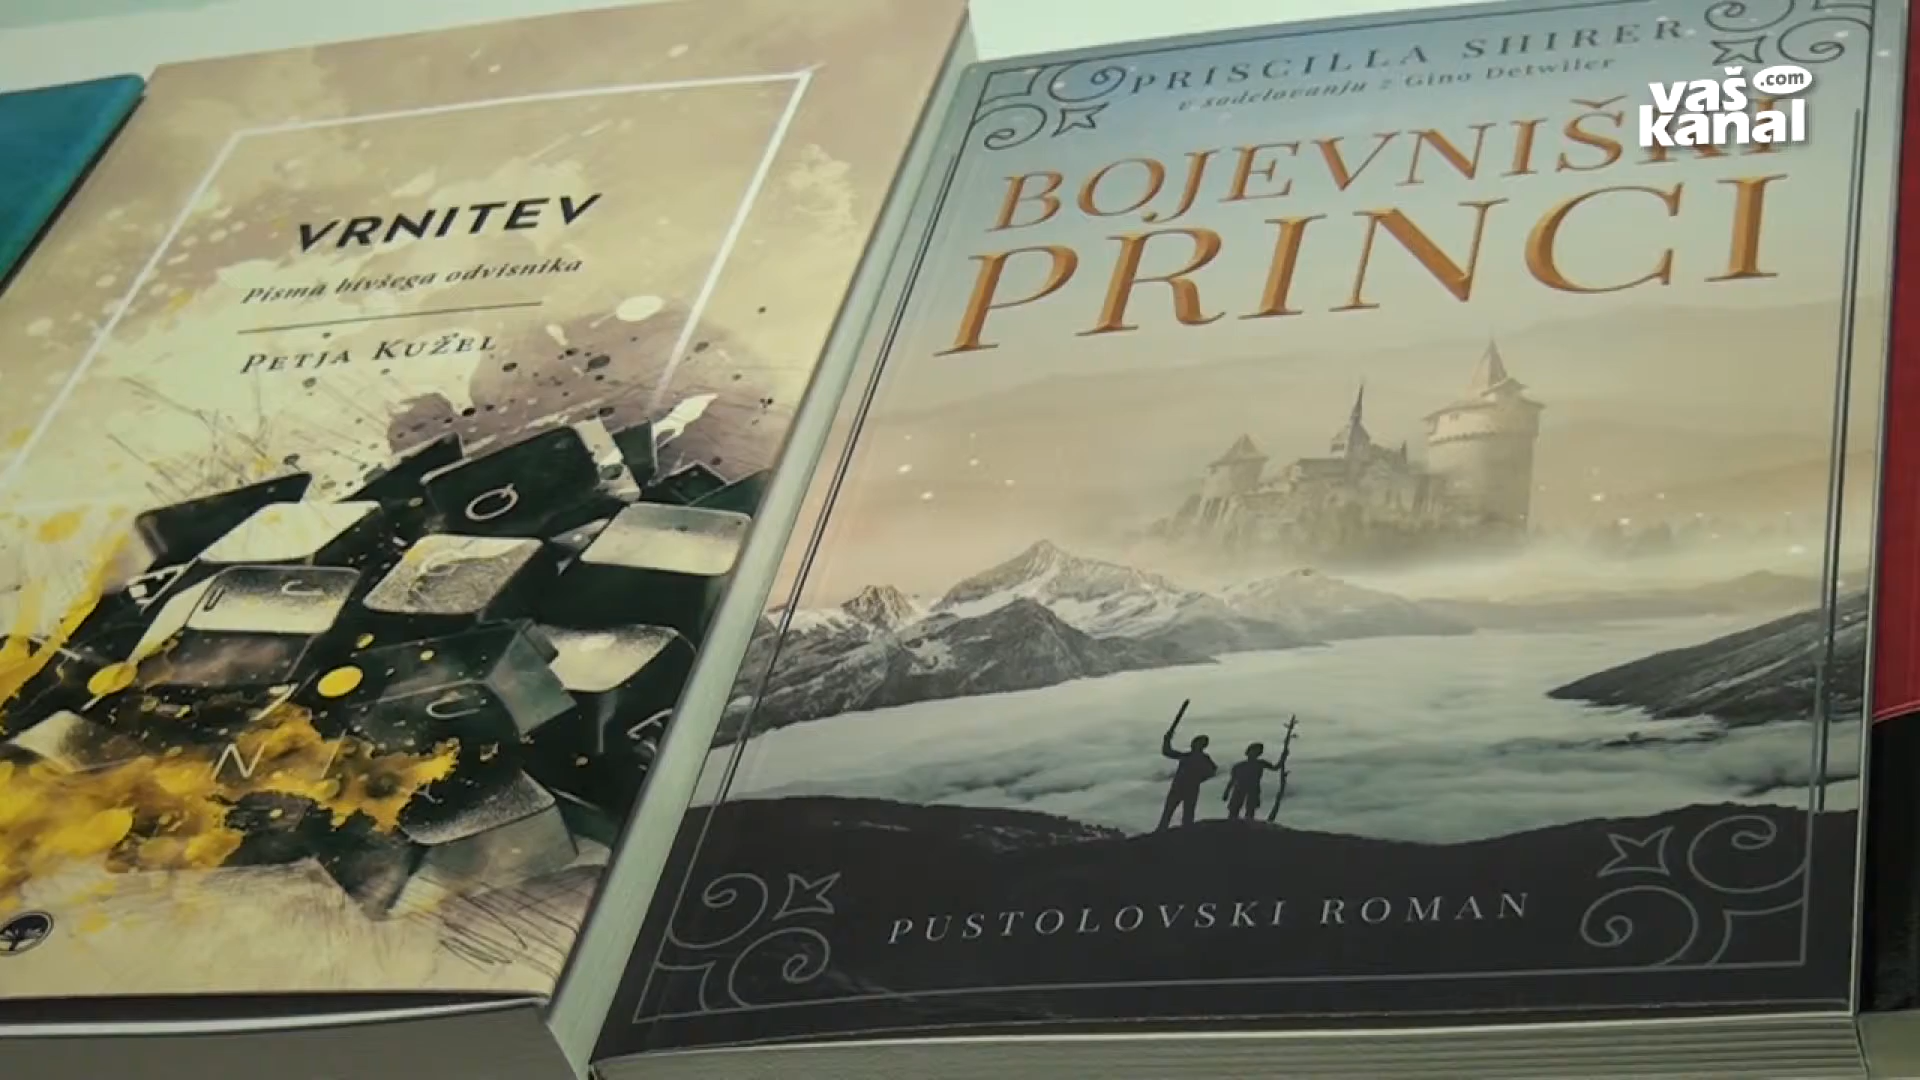 VRNITEV
Pisma bivšega odvisnika
PETJA KUŽEL
N
PRISCILLA SHIRER
v sodelovanju z Gino Detwiler
BOJEVNIŠKI
PRINCI
PUSTOLOVSKI ROMAN
vaš.com
kanal